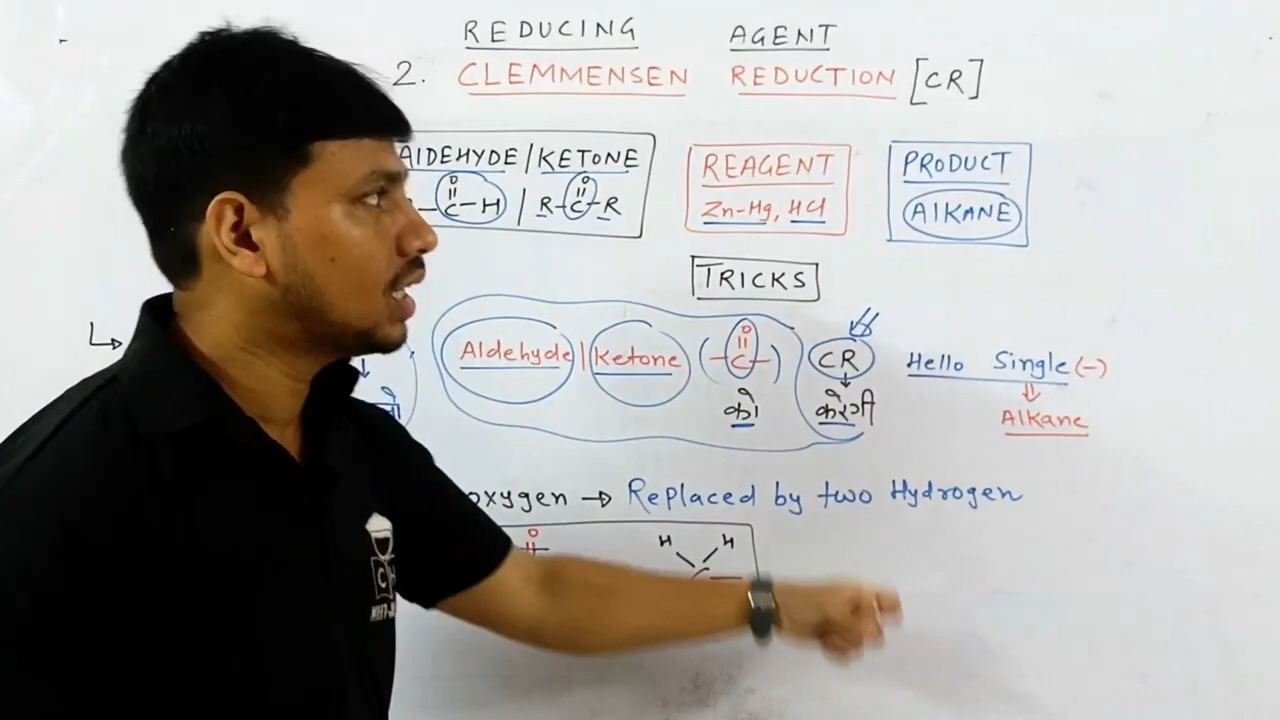 REDUCING AGENT
2. CLEMMENSEN REDUCTION [CR]
AlDEHYDE / KETONE
O
||
-C-H / R-C-R
O
||
REAGENT
Zn-Hg, HCl
PRODUCT
AlKANE
TRICKS
Aldehyde / Ketone (-C-)
O
||
को
CR
करेगी
Hello Single (-)
Alkane
oxygen → Replaced by two Hydrogen
O
||
H H
C
C